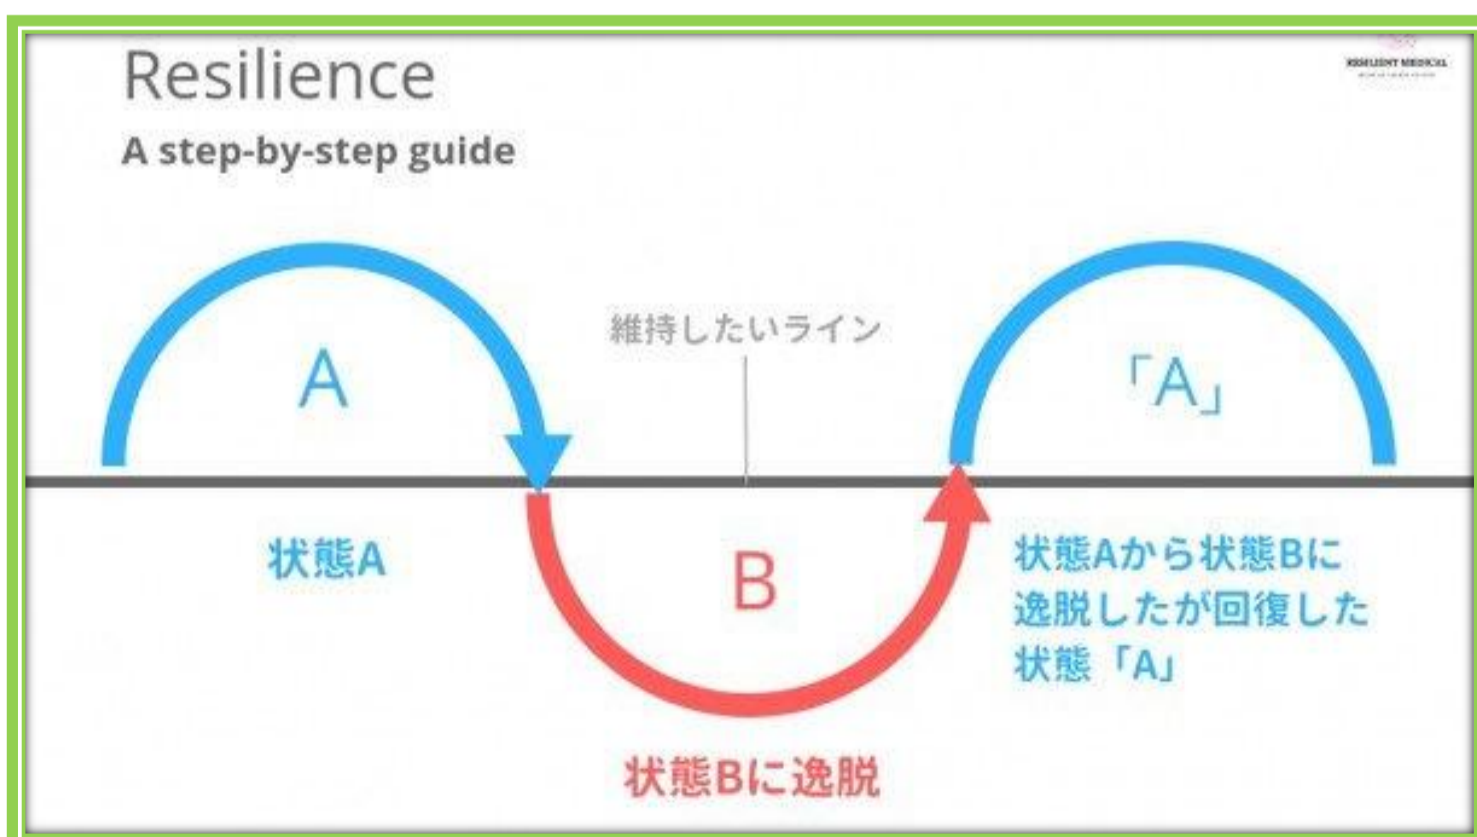 Resilience
RESILIENT MEDICAL
A step-by-step guide
維持したいライン
A
「A」
状態A
B
状態Aから状態Bに
逸脱したが回復した
状態「A」
状態Bに逸脱